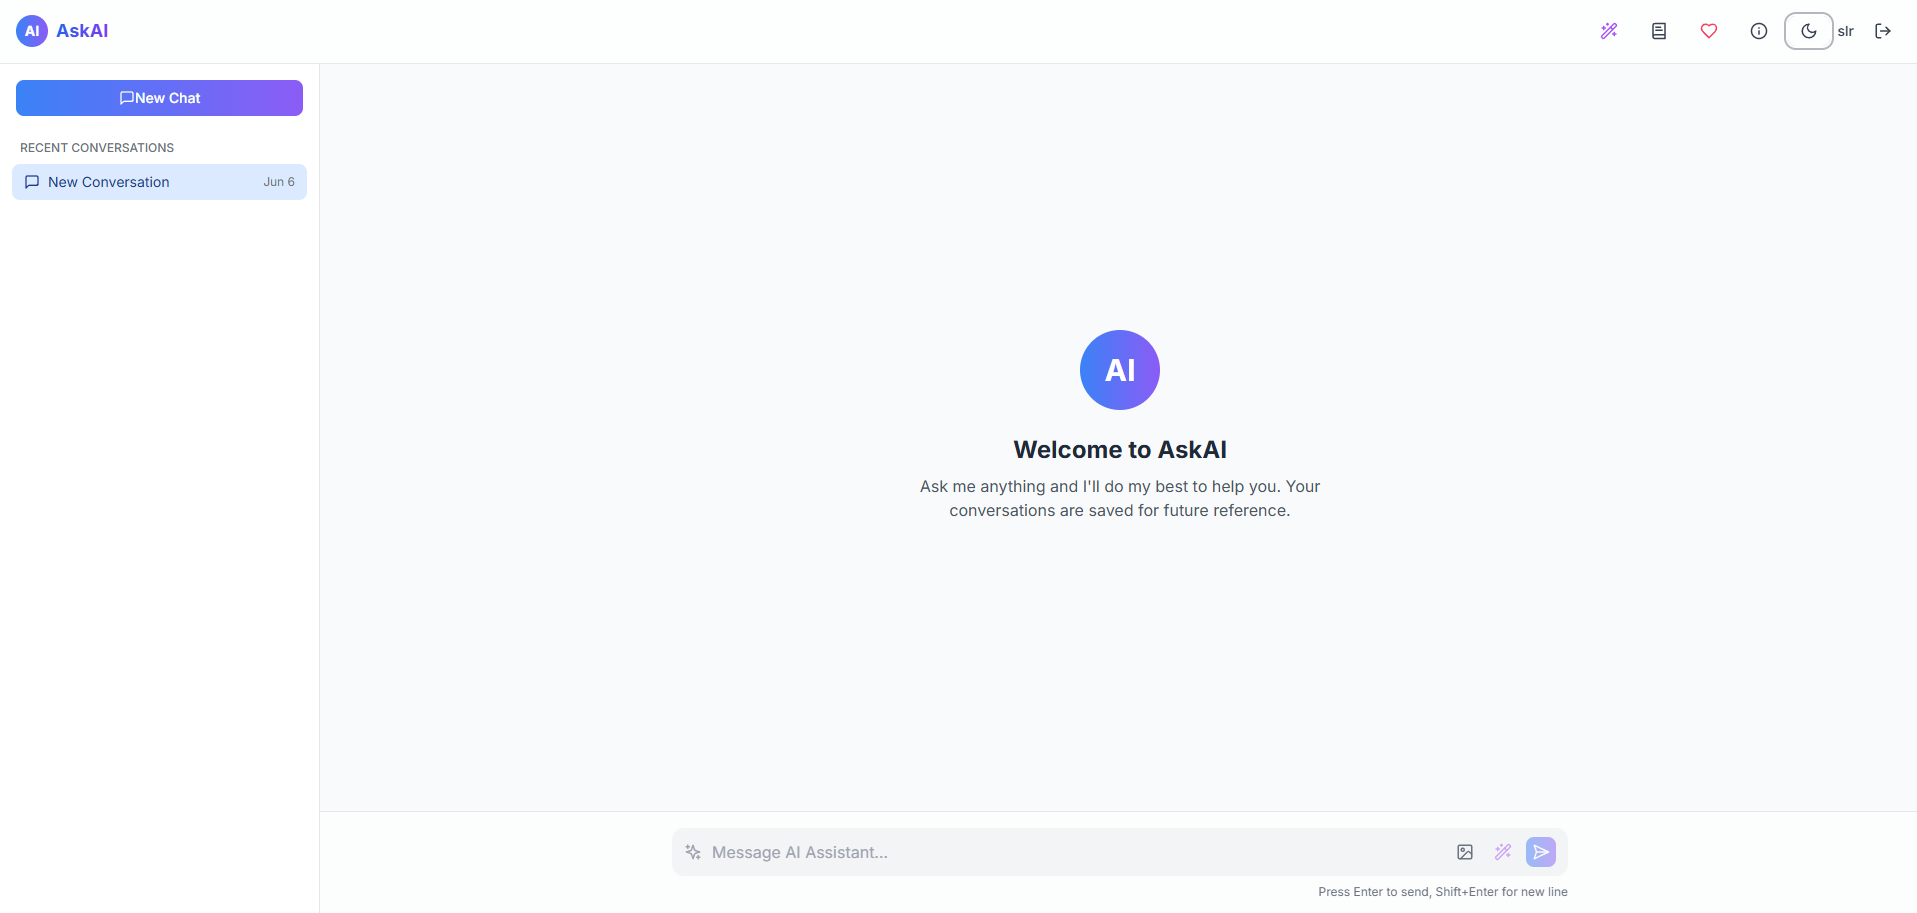 AI AskAI
slr
New Chat
RECENT CONVERSATIONS
New Conversation Jun 6
AI
Welcome to AskAI
Ask me anything and I'll do my best to help you. Your
conversations are saved for future reference.
Message AI Assistant...
Press Enter to send, Shift+Enter for new line